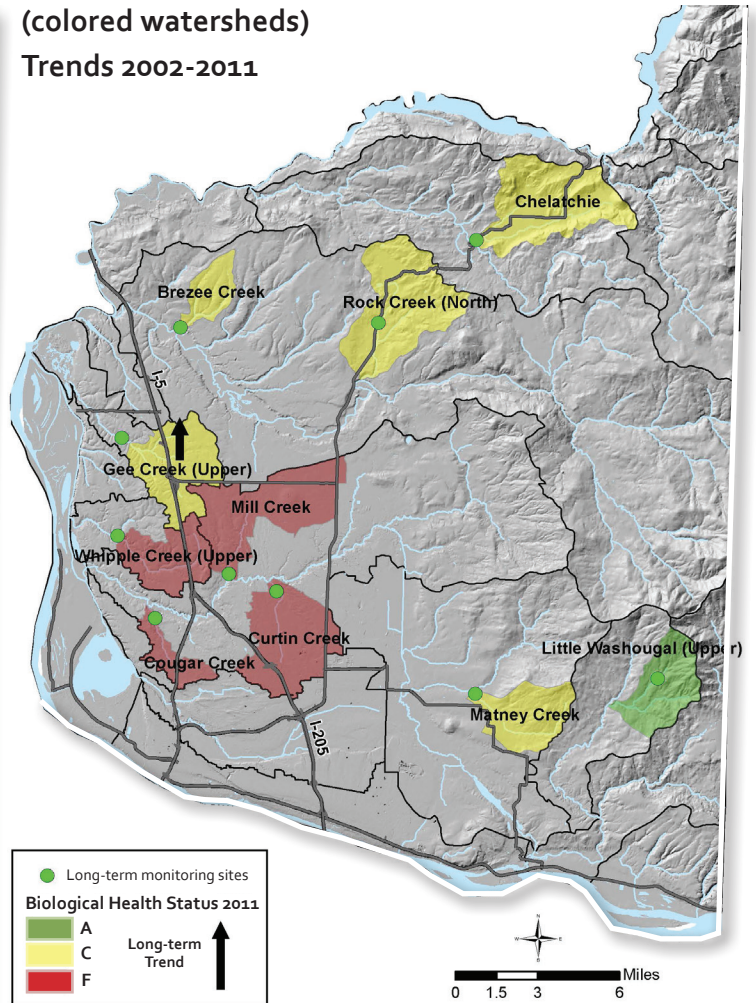 (colored watersheds)
Trends 2002-2011
Chelatchie
Brezee Creek
Rock Creek (North)
I-5
Gee Creek (Upper)
Mill Creek
Whipple Creek (Upper)
Curtin Creek
Little Washougal (Upper)
Cougar Creek
Matney Creek
I-205
Long-term monitoring sites
Biological Health Status 2011
A
C
F
Long-term
Trend
N
W E
S
Miles
0 1.5 3 6